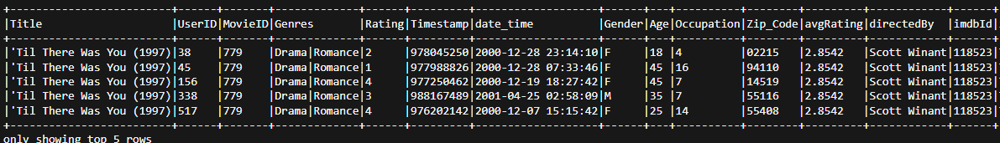 +--------------------------+------+-------+-------------+------+---------+-------------------+------+---+----------+--------+---------+------------+------+
|Title                     |UserID|MovieID|Genres       |Rating|Timestamp|date_time          |Gender|Age|Occupation|Zip_Code|avgRating|directedBy  |imdbId|
+--------------------------+------+-------+-------------+------+---------+-------------------+------+---+----------+--------+---------+------------+------+
|'Til There Was You (1997)|38    |779    |Drama|Romance|2     |978045250|2000-12-28 23:14:10|F     |18 |4         |02215   |2.8542   |Scott Winant|118523|
|'Til There Was You (1997)|45    |779    |Drama|Romance|1     |977988826|2000-12-28 07:33:46|F     |45 |16        |94110   |2.8542   |Scott Winant|118523|
|'Til There Was You (1997)|156   |779    |Drama|Romance|4     |977250462|2000-12-19 18:27:42|F     |45 |7         |14519   |2.8542   |Scott Winant|118523|
|'Til There Was You (1997)|338   |779    |Drama|Romance|3     |988167489|2001-04-25 02:58:09|M     |35 |7         |55116   |2.8542   |Scott Winant|118523|
|'Til There Was You (1997)|517   |779    |Drama|Romance|4     |976202142|2000-12-07 15:15:42|F     |25 |14        |55408   |2.8542   |Scott Winant|118523|
+--------------------------+------+-------+-------------+------+---------+-------------------+------+---+----------+--------+---------+------------+------+
only showing top 5 rows